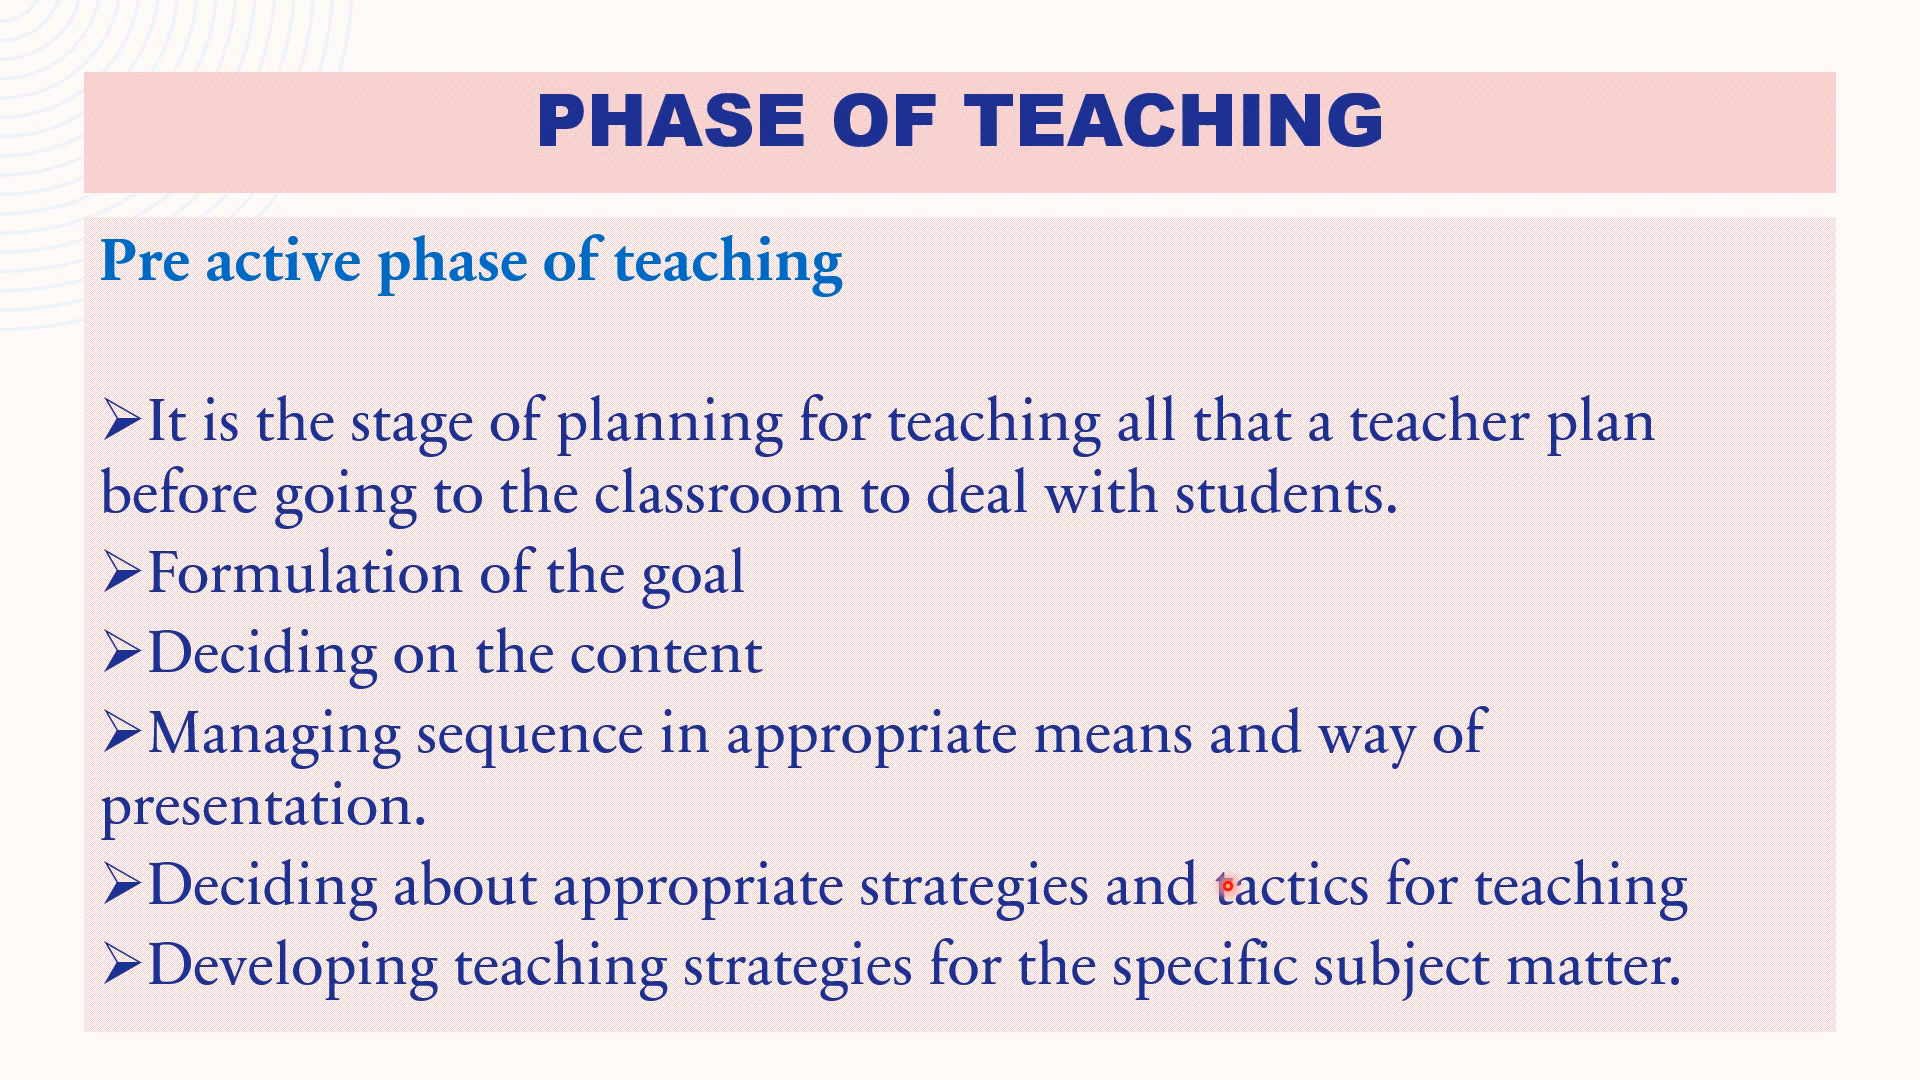 PHASE OF TEACHING
Pre active phase of teaching
➢It is the stage of planning for teaching all that a teacher plan
before going to the classroom to deal with students.
➢Formulation of the goal
➢Deciding on the content
➢Managing sequence in appropriate means and way of
presentation.
➢Deciding about appropriate strategies and tactics for teaching
➢Developing teaching strategies for the specific subject matter.